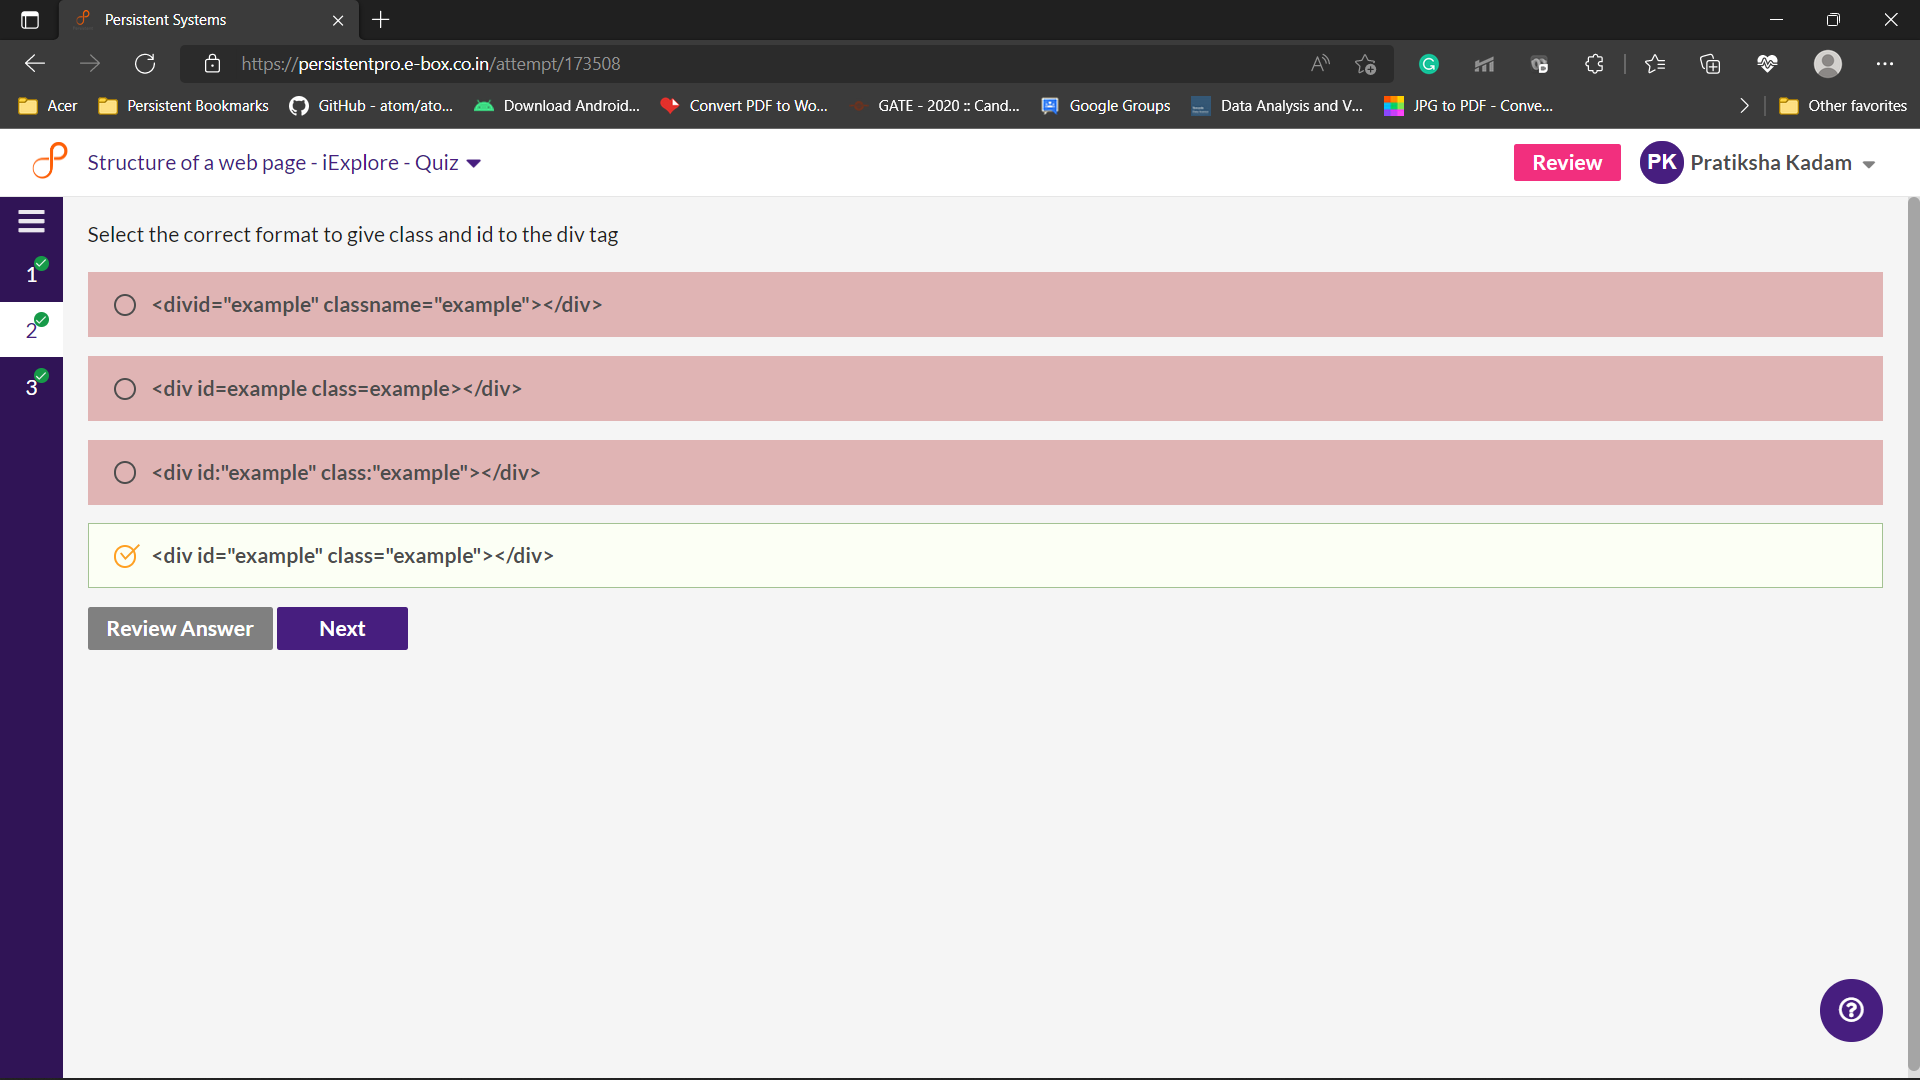 Persistent Systems
https://persistentpro.e-box.co.in/attempt/173508
Acer Persistent Bookmarks GitHub - atom/ato... Download Android... Convert PDF to Wo... GATE - 2020 :: Cand... Google Groups Data Analysis and V... JPG to PDF - Conve... Other favorites
Structure of a web page - iExplore - Quiz Review PK Pratiksha Kadam
Select the correct format to give class and id to the div tag
1
<divid="example" classname="example"></div>
2
<div id=example class=example></div>
3
<div id:"example" class:"example"></div>
<div id="example" class="example"></div>
Review Answer Next